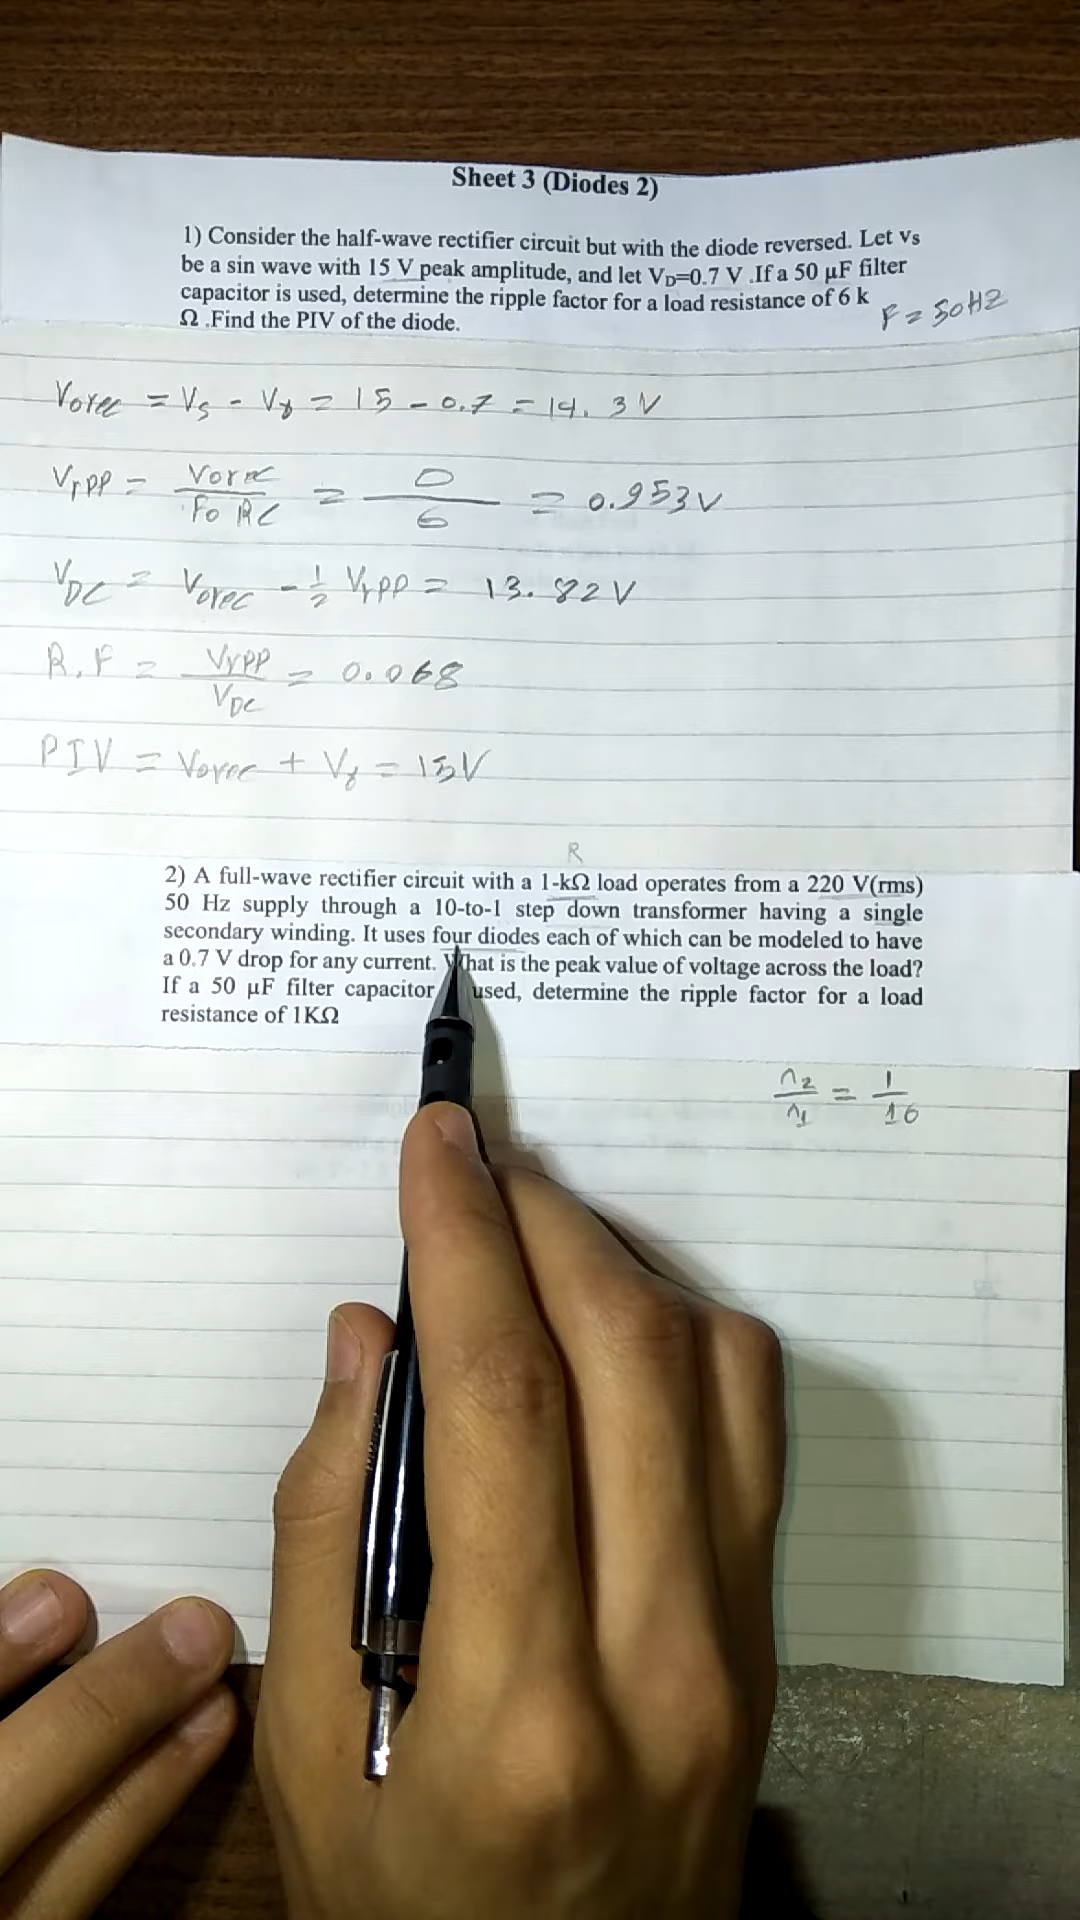 Sheet 3 (Diodes 2)
1) Consider the half-wave rectifier circuit but with the diode reversed. Let vs
be a sin wave with 15 V peak amplitude, and let VD=0.7 V .If a 50 µF filter
capacitor is used, determine the ripple factor for a load resistance of 6 k
Ω .Find the PIV of the diode.
F = 50HZ
Vorec = Vs - Vγ = 15 - 0.7 = 14.3V
Vrpp = Vorec / Fo RC = 0 / 6 = 0.953V
VDC = Vorec - 1/2 Vrpp = 13.82V
R.F = Vrpp / VDC = 0.068
PIV = Vorec + Vγ = 15V
R
2) A full-wave rectifier circuit with a 1-kΩ load operates from a 220 V(rms)
50 Hz supply through a 10-to-1 step down transformer having a single
secondary winding. It uses four diodes each of which can be modeled to have
a 0.7 V drop for any current. What is the peak value of voltage across the load?
If a 50 µF filter capacitor used, determine the ripple factor for a load
resistance of 1KΩ
n2 / n1 = 1 / 10